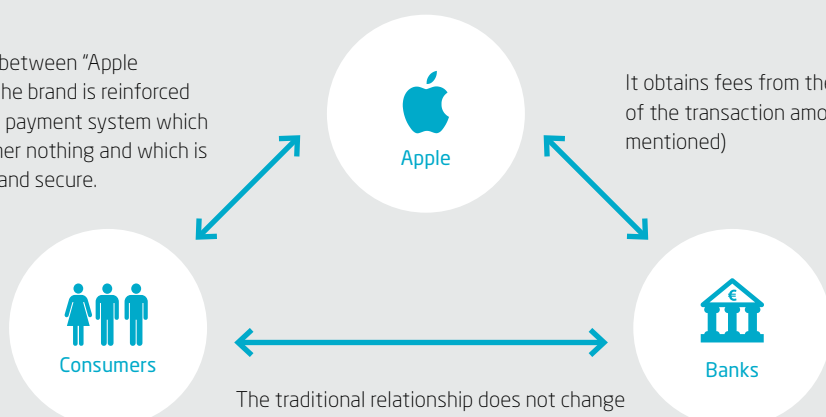 between “Apple
he brand is reinforced
payment system which
her nothing and which is
and secure.
Apple
It obtains fees from the
of the transaction amo
mentioned)
Consumers
€
Banks
The traditional relationship does not change